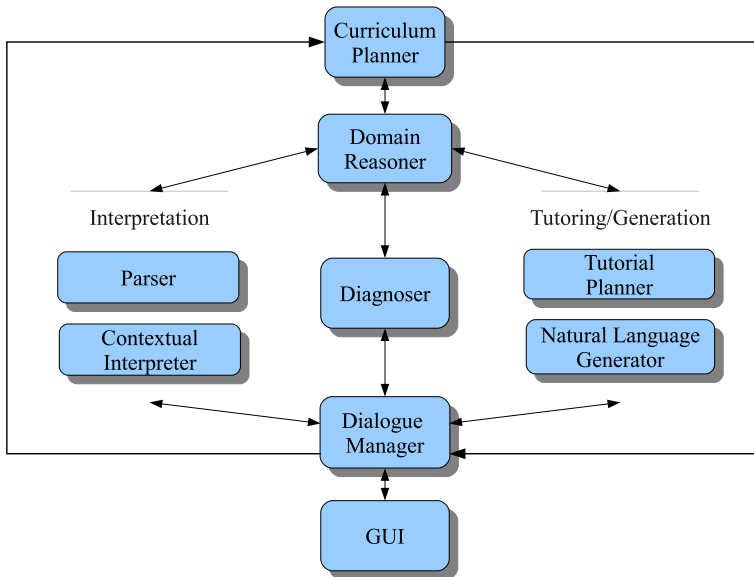 Curriculum
Planner
Domain
Reasoner
Interpretation
Parser
Contextual
Interpreter
Diagnoser
Tutoring/Generation
Tutorial
Planner
Natural Language
Generator
Dialogue
Manager
GUI